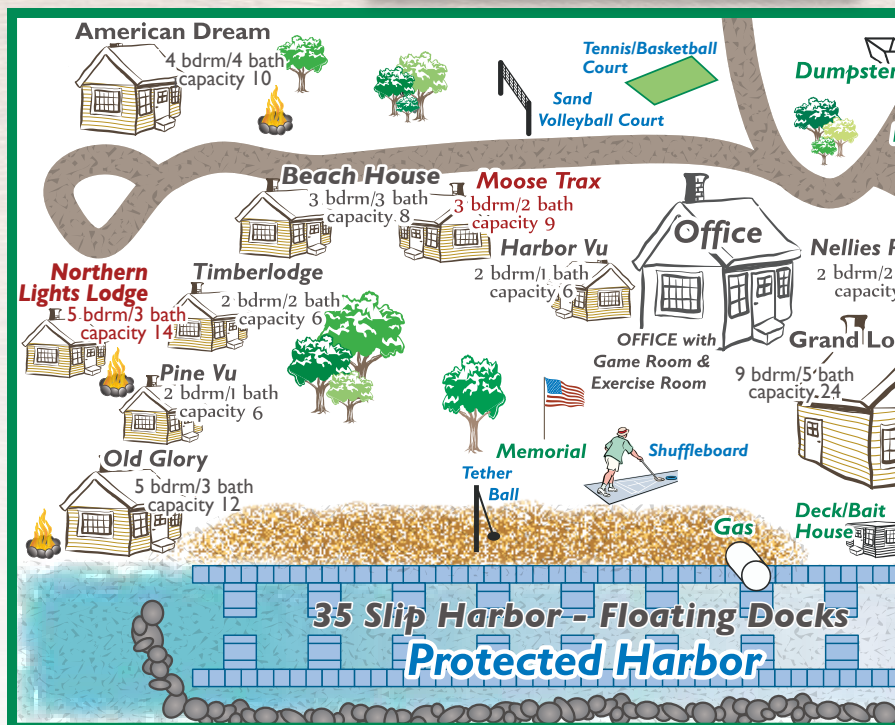 American Dream
4 bdrm/4 bath
capacity 10
Tennis/Basketball
Court
Sand
Volleyball Court
Beach House
3 bdrm/3 bath
capacity 8
Moose Trax
3 bdrm/2 bath
capacity 9
Harbor Vu
2 bdrm/1 bath
capacity 6
Office
OFFICE with
Game Room &
Exercise Room
Nellies
2 bdrm/2
Northern
Lights Lodge
5 bdrm/3 bath
capacity 14
Timberlodge
2 bdrm/2 bath
capacity 6
Grand
9 bdrm/5 bath
capacity 24
Pine Vu
2 bdrm/1 bath
capacity 6
Memorial
Shuffleboard
Old Glory
5 bdrm/3 bath
capacity 12
Tether
Ball
Gas
Deck/Bait
House
35 Slip Harbor - Floating Docks
Protected Harbor